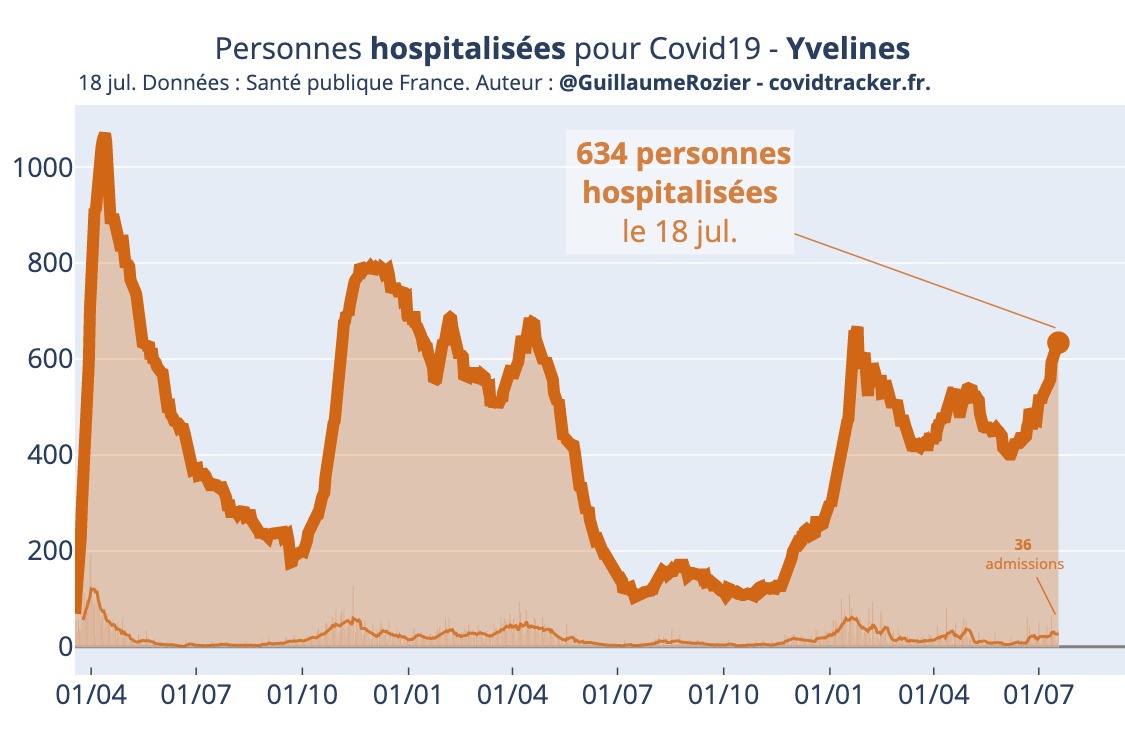 Personnes hospitalisées pour Covid19 - Yvelines
18 jul. Données : Santé publique France. Auteur : @GuillaumeRozier - covidtracker.fr.
634 personnes
hospitalisées
le 18 jul.
1000
800
600
400
200
0
36
admissions
01/04 01/07 01/10 01/01 01/04 01/07 01/10 01/01 01/04 01/07